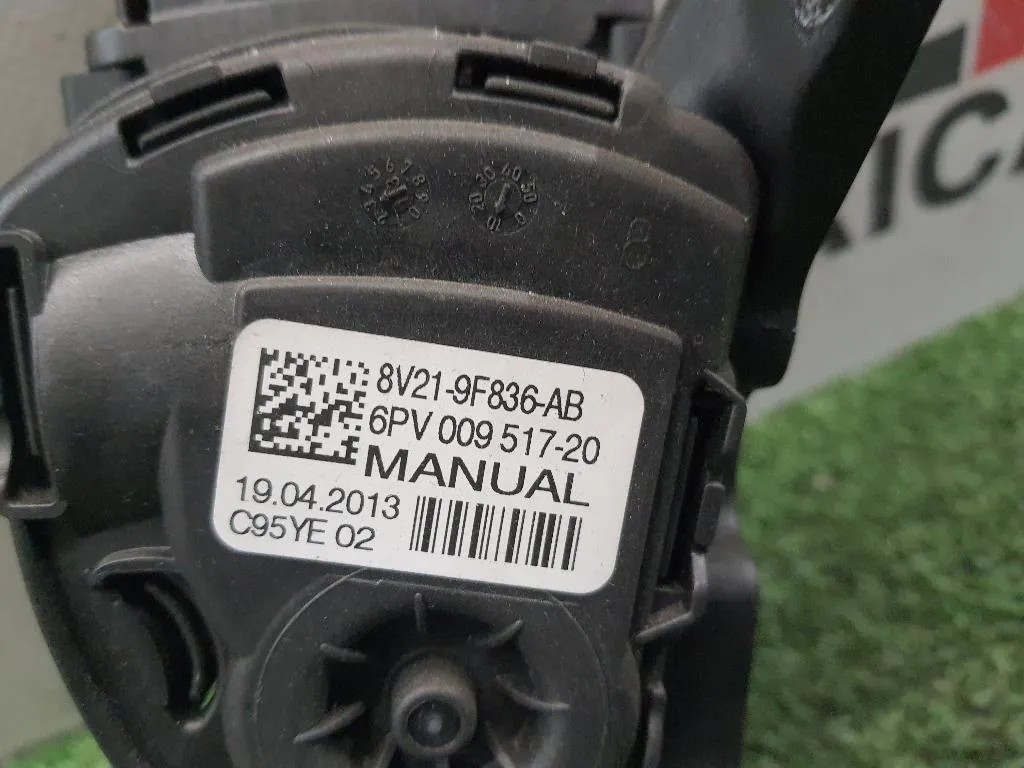 8V21-9F836-AB
6PV 009 517-20
MANUAL
19.04.2013
C95YE 02